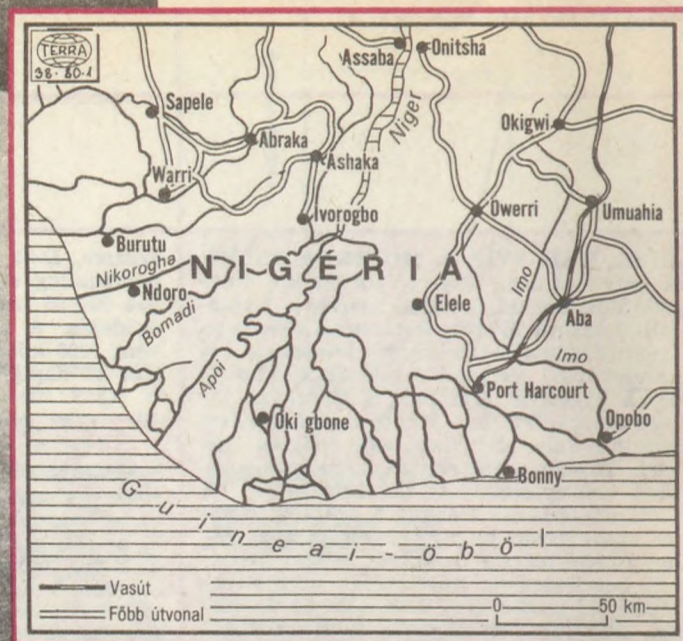 TERRA
38-80-1
Assaba
Onitsha
Sapele
Niger
Okigwi
Abraka
Ashaka
Warri
Ivorogbo
Owerri
Umuahia
Burutu
Nikorogha
NIGÉRIA
Ndoro
Imo
Elele
Bomadi
Aba
Apoi
Imo
Port Harcourt
Oki gbone
Opobo
Bonny
Guineai-öböl
Vasút
Főbb útvonal
0 50 km